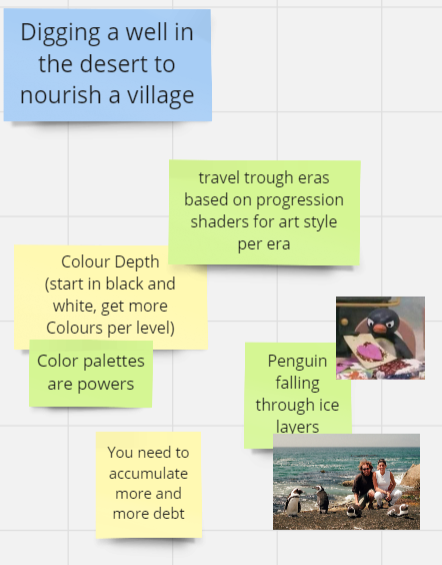 Digging a well in
the desert to
nourish a village
travel trough eras
based on progression
shaders for art style
per era
Colour Depth
(start in black and
white, get more
Colours per level)
Color palettes
are powers
Penguin
falling
through ice
layers
You need to
accumulate
more and
more debt